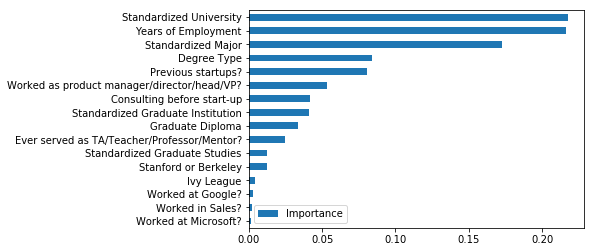 Standardized University
Years of Employment
Standardized Major
Degree Type
Previous startups?
Worked as product manager/director/head/VP?
Consulting before start-up
Standardized Graduate Institution
Graduate Diploma
Ever served as TA/Teacher/Professor/Mentor?
Standardized Graduate Studies
Stanford or Berkeley
Ivy League
Worked at Google?
Worked in Sales?
Worked at Microsoft?
Importance
0.00 0.05 0.10 0.15 0.20